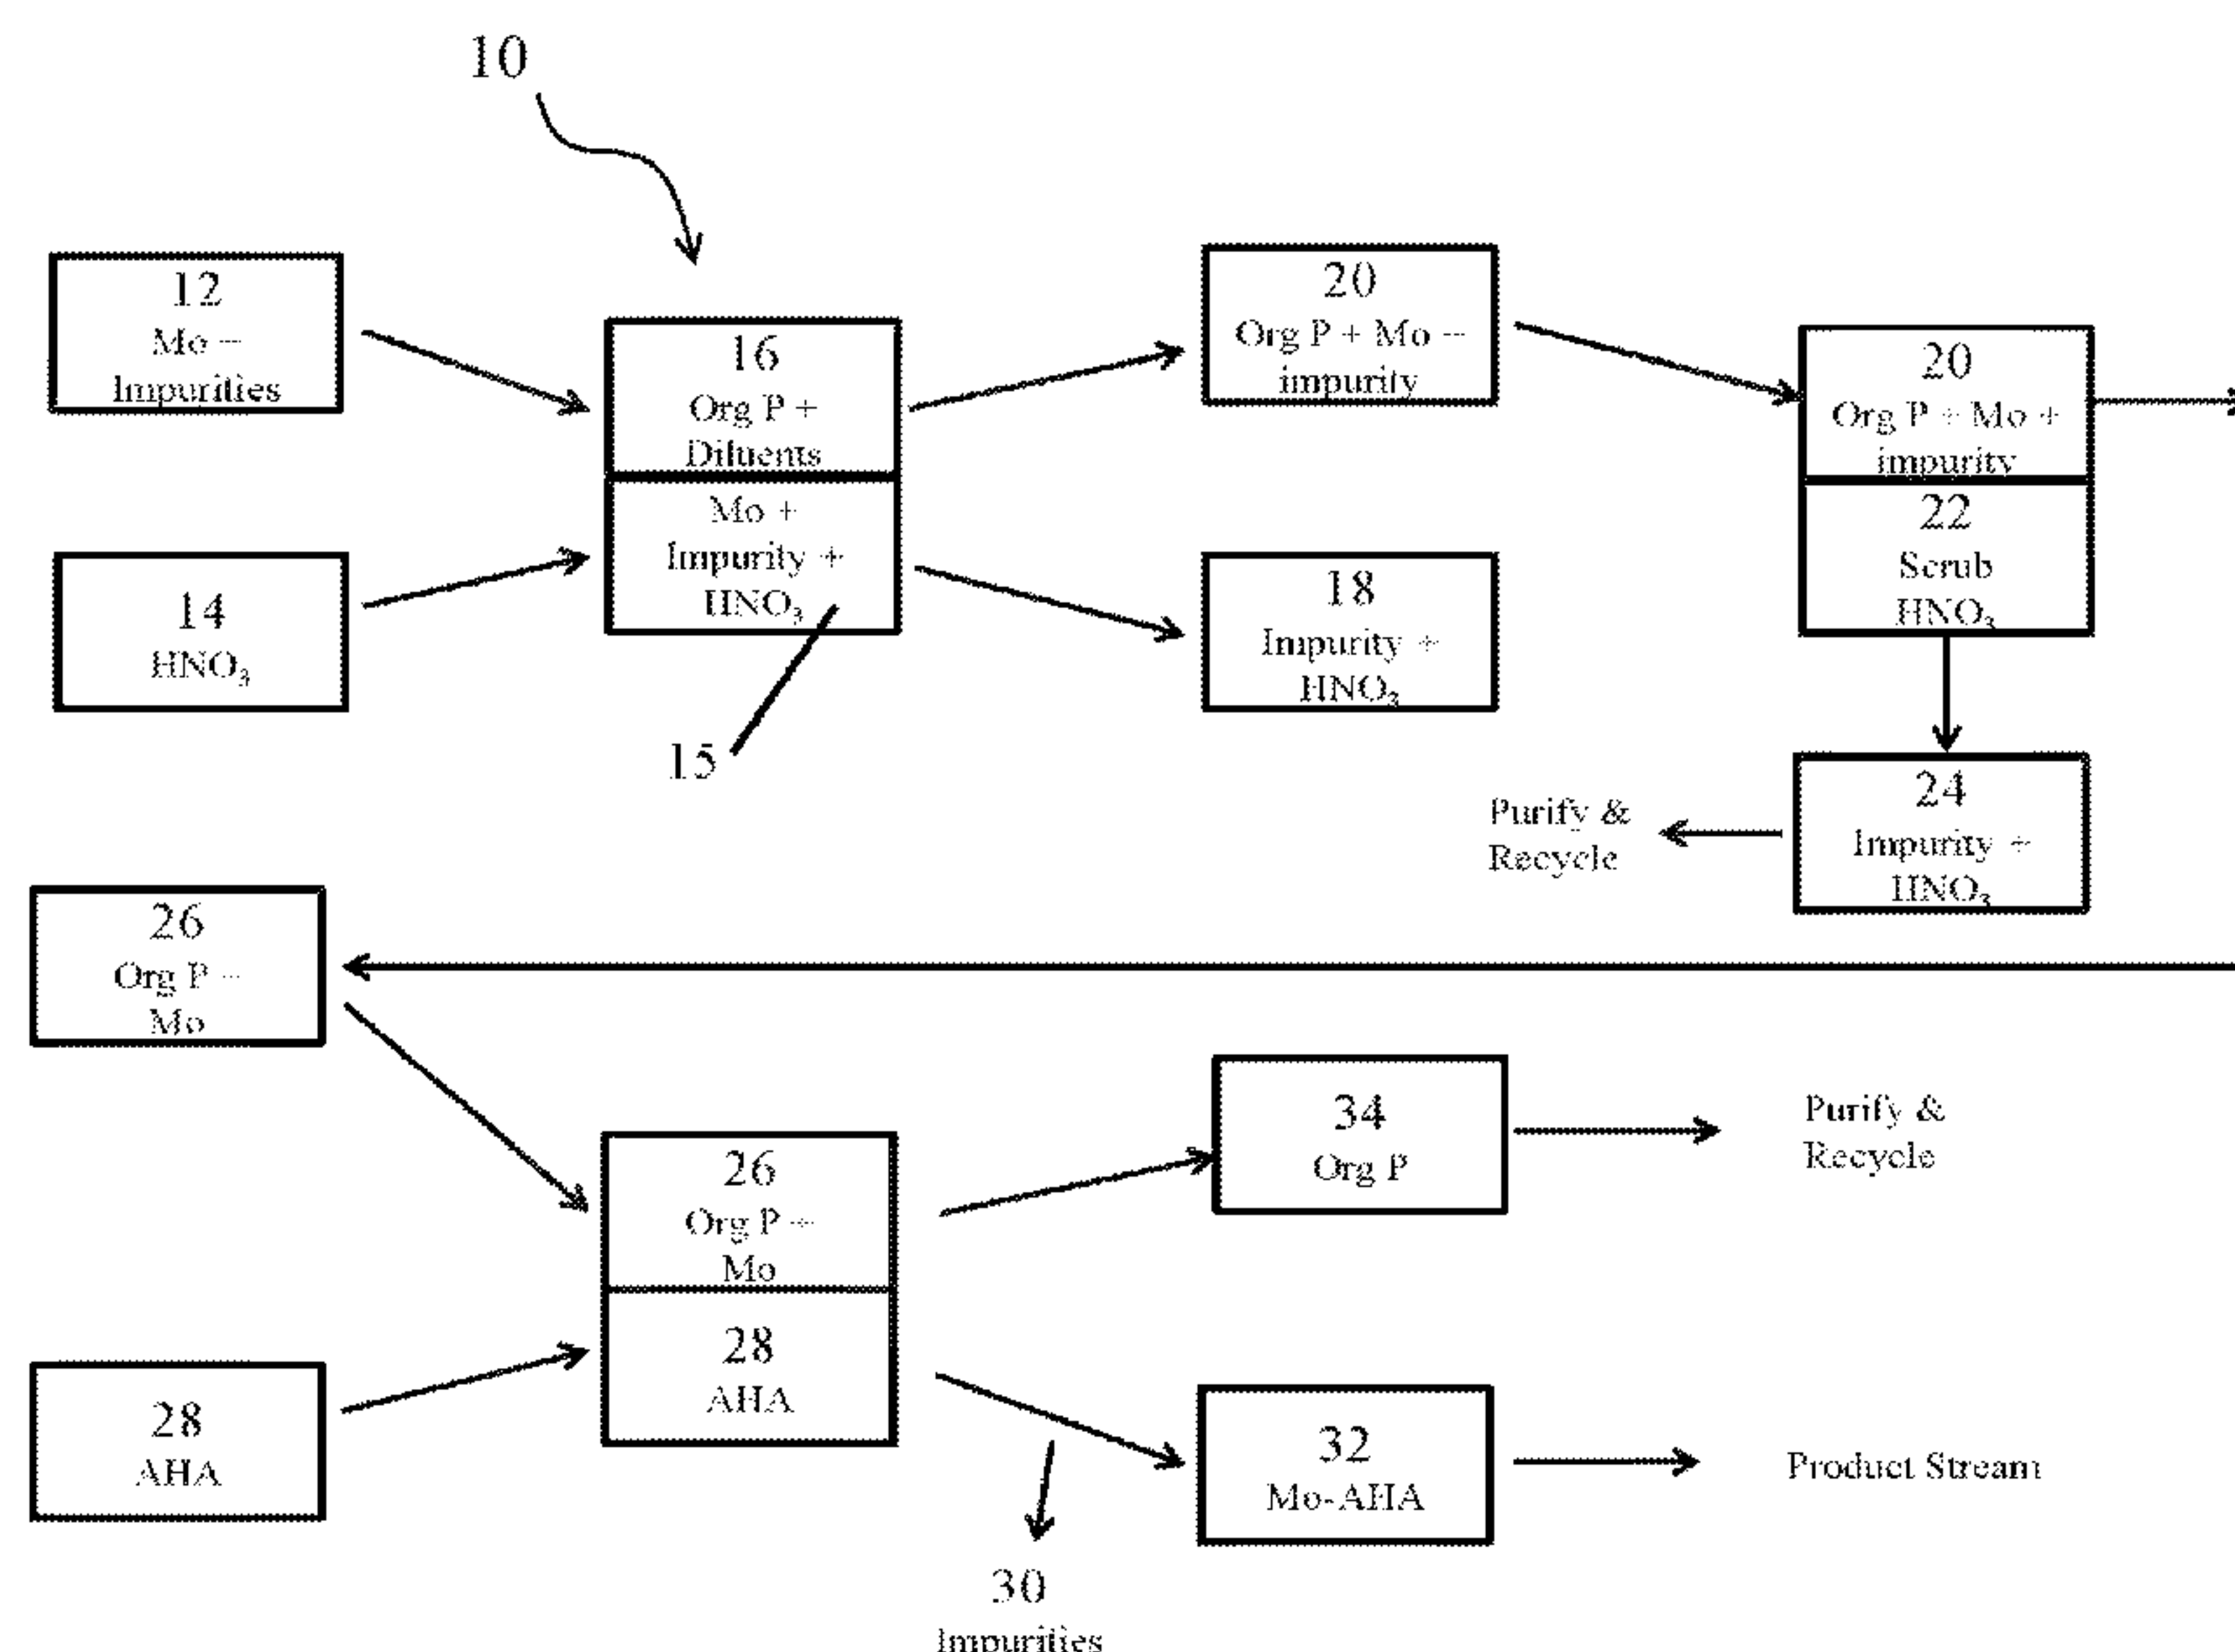 10
12
Mo –
Impurities
14
HNO₃
16
Org P +
Diluents
Mo +
Impurity +
HNO₃
15
20
Org P + Mo –
impurity
18
Impurity +
HNO₃
20
Org P + Mo +
impurity
22
Scrub
HNO₃
24
Impurity +
HNO₃
Purify &
Recycle
26
Org P –
Mo
28
AHA
26
Org P +
Mo
28
AHA
34
Org P
Purify &
Recycle
32
Mo-AHA
Product Stream
30
Impurities